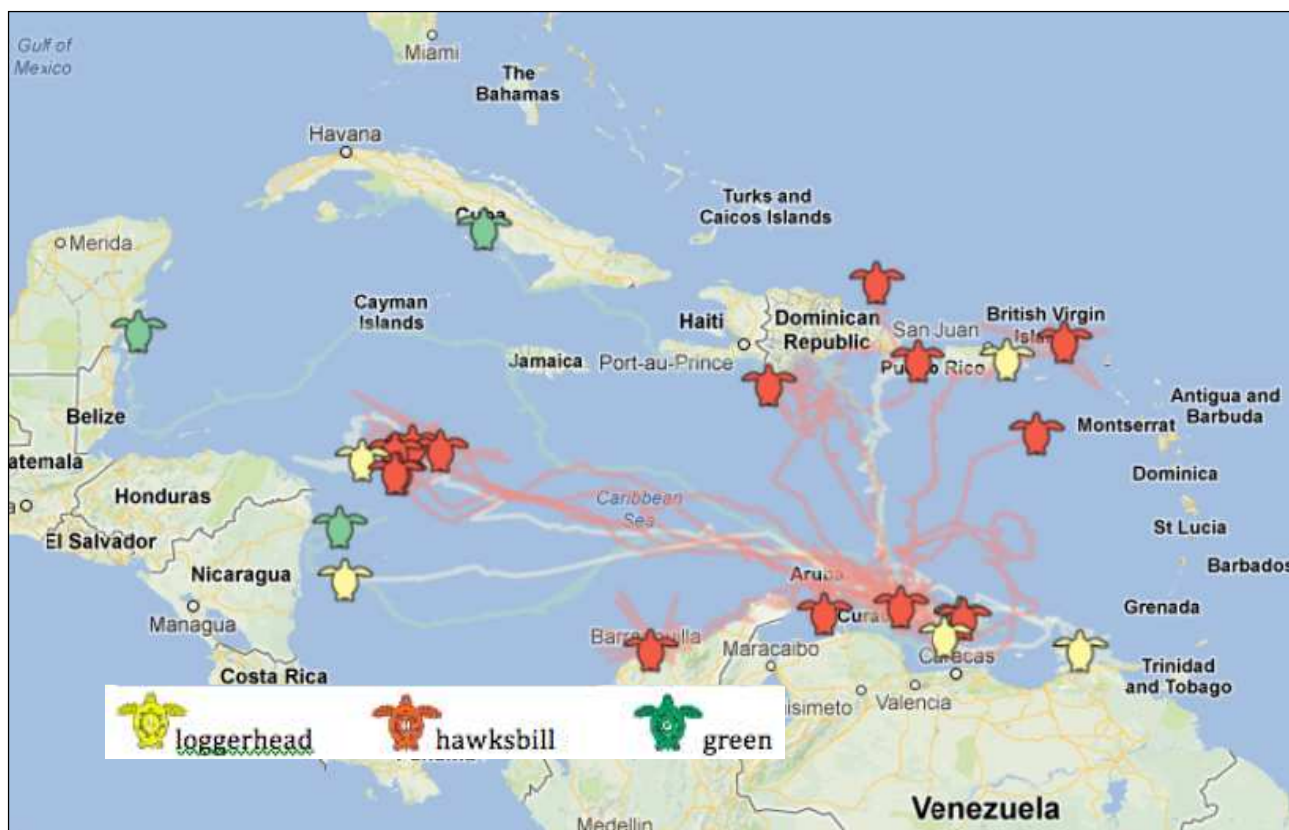 Gulf of
Mexico
Miami
The
Bahamas
Havana
Turks and
Caicos Islands
Cuba
Merida
Cayman
Islands
Haiti
Dominican
Republic
San Juan
British Virgin
Jamaica
Port-au-Prince
Puerto Rico
Antigua and
Barbuda
Belize
Montserrat
Dominica
Honduras
Caribbean
Sea
St Lucia
El Salvador
Nicaragua
Aruba
Barbados
Managua
Grenada
Barranquilla
Maracaibo
Caracas
Costa Rica
Valencia
Trinidad
and Tobago
loggerhead
hawksbill
green
Venezuela
Medellin